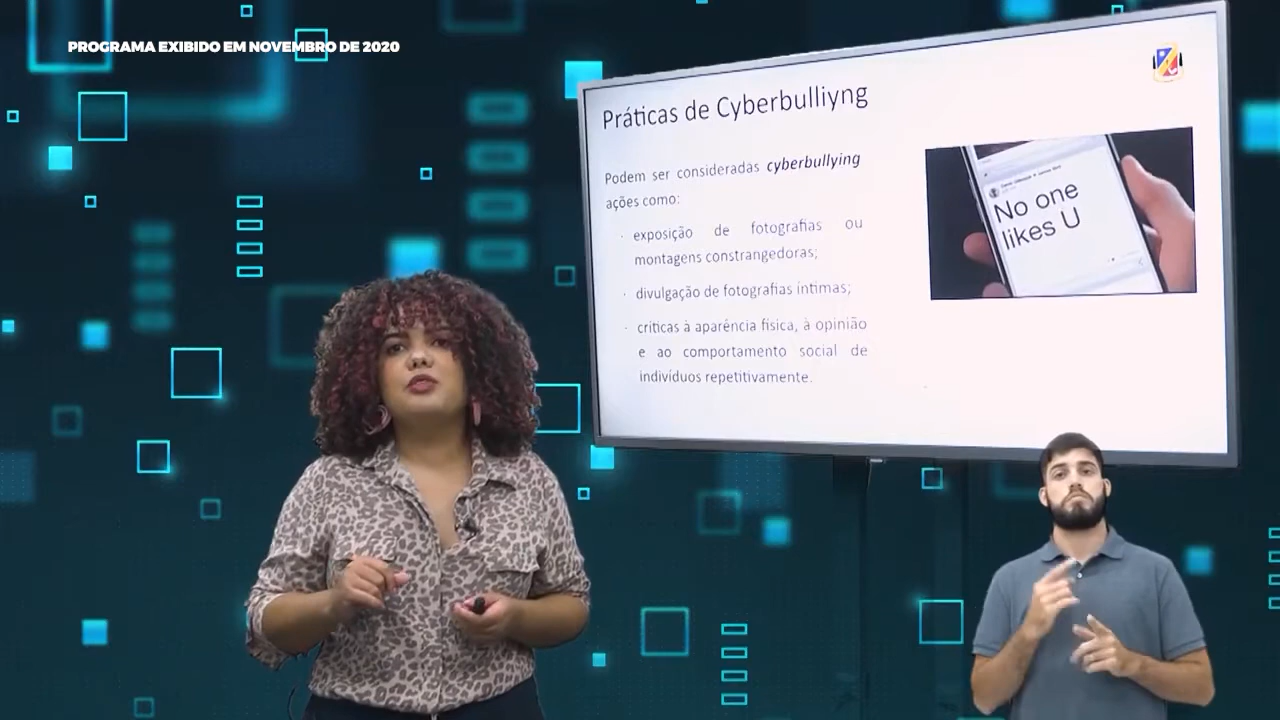 PROGRAMA EXIBIDO EM NOVEMBRO DE 2020
Práticas de Cyberbulliyng
Podem ser consideradas cyberbullying
ações como:
· exposição de fotografias ou
montagens constrangedoras;
· divulgação de fotografias íntimas;
· críticas à aparência física, à opinião
e ao comportamento social de
indivíduos repetitivamente.
No one
likes U